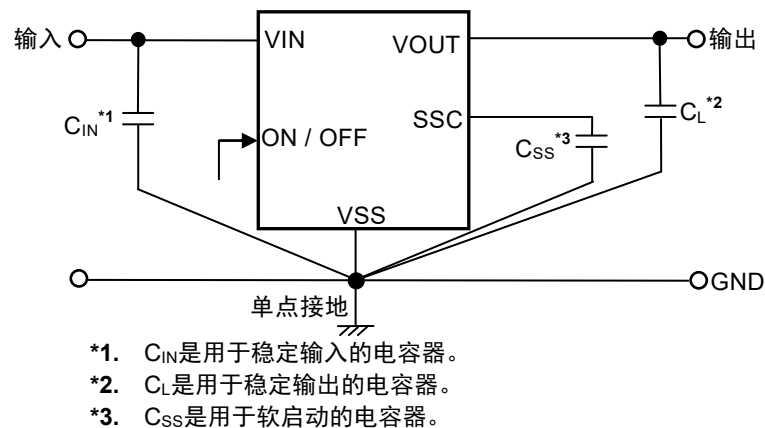 输入
VIN
VOUT
输出
CIN*1
ON / OFF
SSC
CSS*3
CL*2
VSS
GND
单点接地
*1. CIN是用于稳定输入的电容器。
*2. CL是用于稳定输出的电容器。
*3. CSS是用于软启动的电容器。